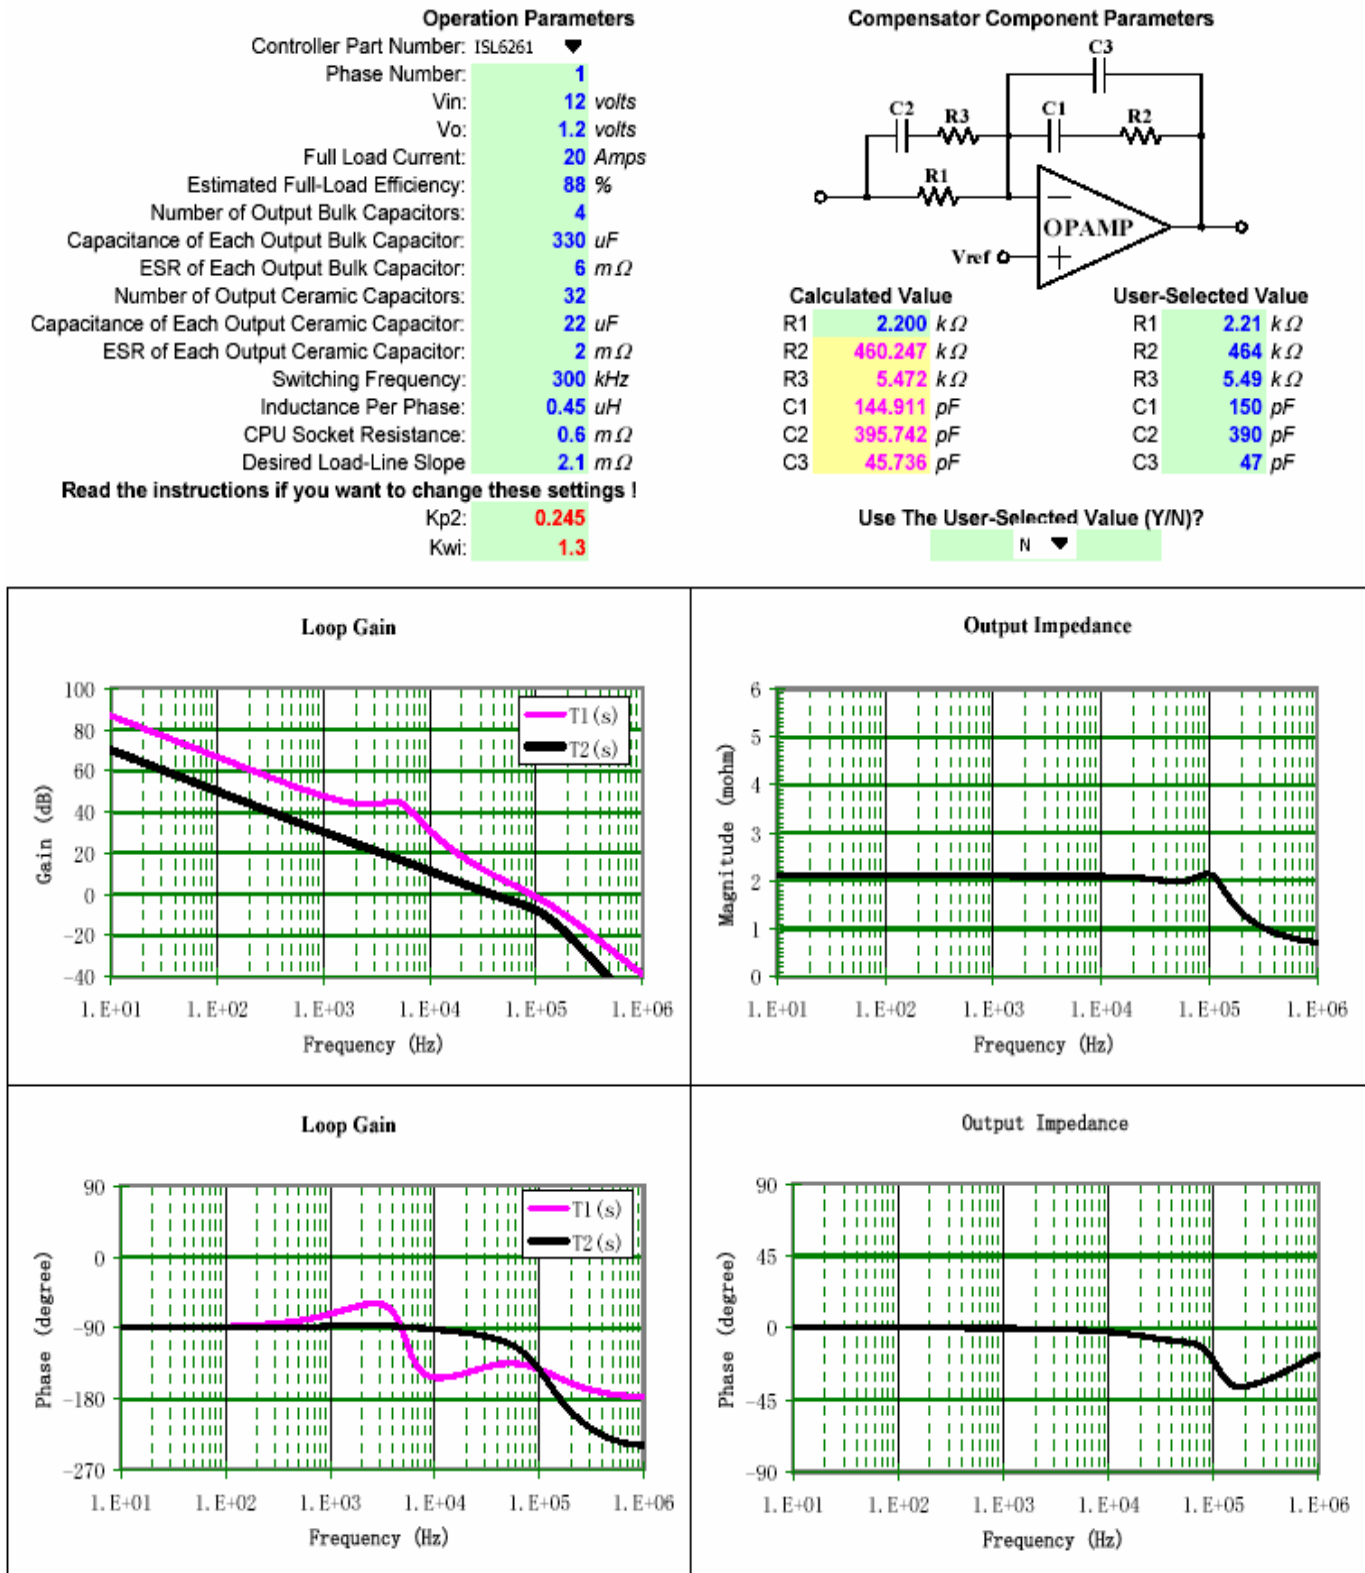 Operation Parameters
Controller Part Number: ISL6261
Phase Number: 1
Vin: 12 volts
Vo: 1.2 volts
Full Load Current: 20 Amps
Estimated Full-Load Efficiency: 88 %
Number of Output Bulk Capacitors: 4
Capacitance of Each Output Bulk Capacitor: 330 uF
ESR of Each Output Bulk Capacitor: 6 mΩ
Number of Output Ceramic Capacitors: 32
Capacitance of Each Output Ceramic Capacitor: 22 uF
ESR of Each Output Ceramic Capacitor: 2 mΩ
Switching Frequency: 300 kHz
Inductance Per Phase: 0.45 uH
CPU Socket Resistance: 0.6 mΩ
Desired Load-Line Slope 2.1 mΩ
Read the instructions if you want to change these settings !
Kp2: 0.245
Kwi: 1.3
Compensator Component Parameters
C3
C2 R3 C1 R2
R1
OPAMP
Vref
Calculated Value User-Selected Value
R1 2.200 kΩ R1 2.21 kΩ
R2 460.247 kΩ R2 464 kΩ
R3 5.472 kΩ R3 5.49 kΩ
C1 144.911 pF C1 150 pF
C2 395.742 pF C2 390 pF
C3 45.736 pF C3 47 pF
Use The User-Selected Value (Y/N)?
N
Loop Gain
T1(s)
T2(s)
100
80
60
40
20
0
-20
-40
Gain (dB)
1.E+01 1.E+02 1.E+03 1.E+04 1.E+05 1.E+06
Frequency (Hz)
Output Impedance
6
5
4
3
2
1
0
Magnitude (mohm)
1.E+01 1.E+02 1.E+03 1.E+04 1.E+05 1.E+06
Frequency (Hz)
Loop Gain
T1(s)
T2(s)
90
0
-90
-180
-270
Phase (degree)
1.E+01 1.E+02 1.E+03 1.E+04 1.E+05 1.E+06
Frequency (Hz)
Output Impedance
90
45
0
-45
-90
Phase (degree)
1.E+01 1.E+02 1.E+03 1.E+04 1.E+05 1.E+06
Frequency (Hz)